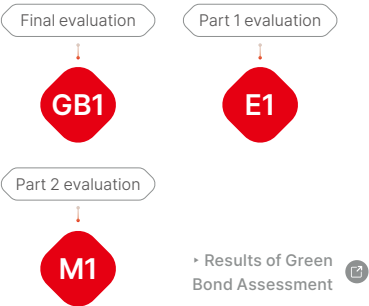 Final evaluation
Part 1 evaluation
GB1
E1
Part 2 evaluation
M1
‣ Results of Green
Bond Assessment